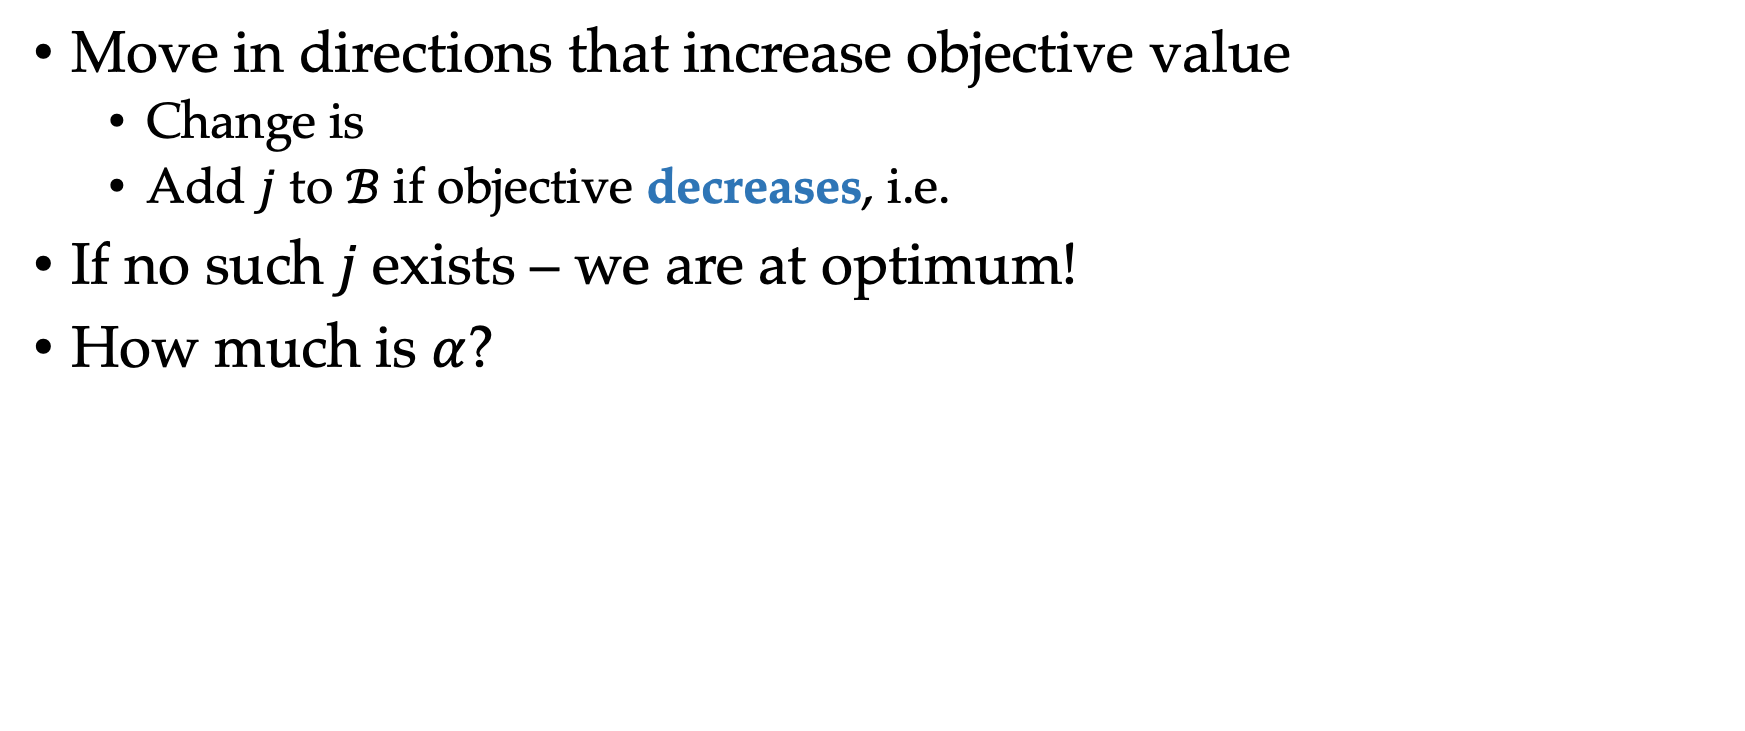 • Move in directions that increase objective value
• Change is
• Add j to ℬ if objective decreases, i.e.
• If no such j exists – we are at optimum!
• How much is α?